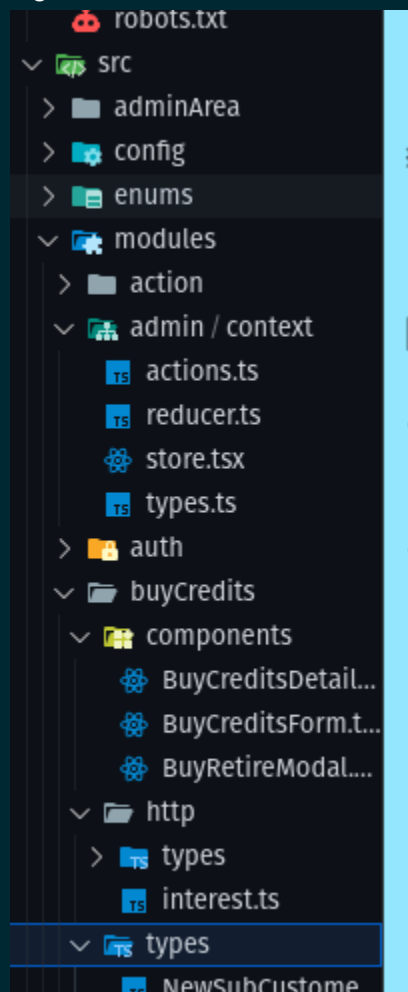 robots.txt
src
adminArea
config
enums
modules
action
admin / context
actions.ts
reducer.ts
store.tsx
types.ts
auth
buyCredits
components
BuyCreditsDetail...
BuyCreditsForm.t...
BuyRetireModal....
http
types
interest.ts
types
NewSubCustome